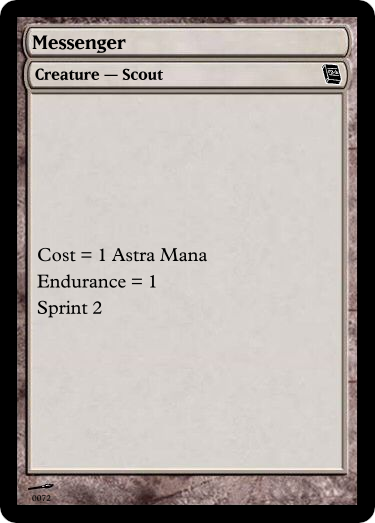 Messenger
Creature — Scout
Cost = 1 Astra Mana
Endurance = 1
Sprint 2
0072